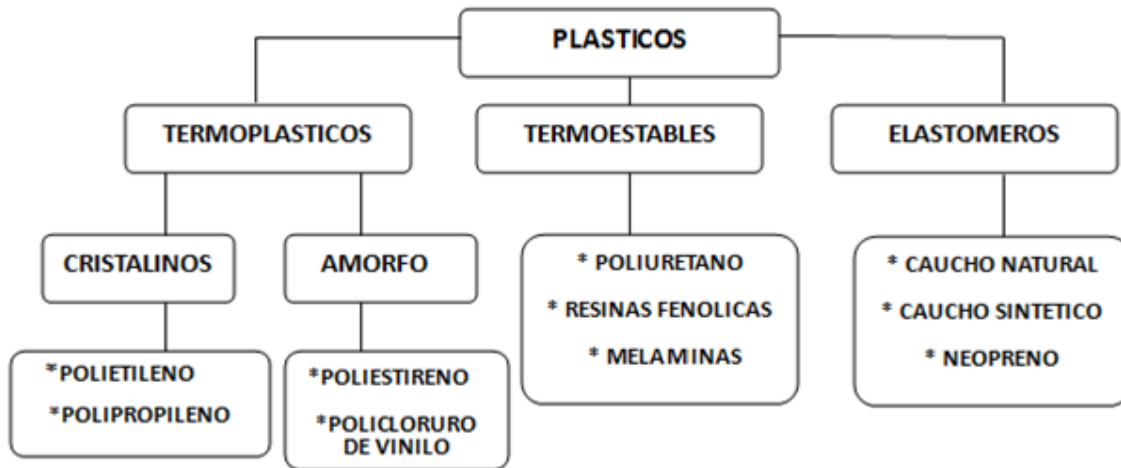 PLASTICOS
TERMOPLASTICOS
TERMOESTABLES
ELASTOMEROS
CRISTALINOS
AMORFO
* POLIURETANO
* RESINAS FENOLICAS
* MELAMINAS
* CAUCHO NATURAL
* CAUCHO SINTETICO
* NEOPRENO
*POLIETILENO
*POLIPROPILENO
*POLIESTIRENO
*POLICLORURO
DE VINILO